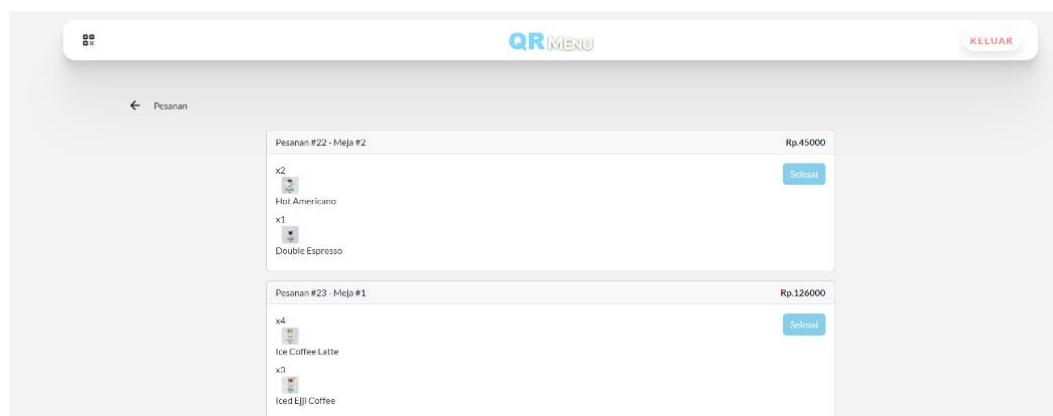 QR MENU
KELUAR
Pesanan
Pesanan #22 - Meja #2 Rp.45000
x2 Selesai
Hot Americano
x1
Double Espresso
Pesanan #23 - Meja #1 Rp.126000
x4 Selesai
Ice Coffee Latte
x3
Iced Ejji Coffee